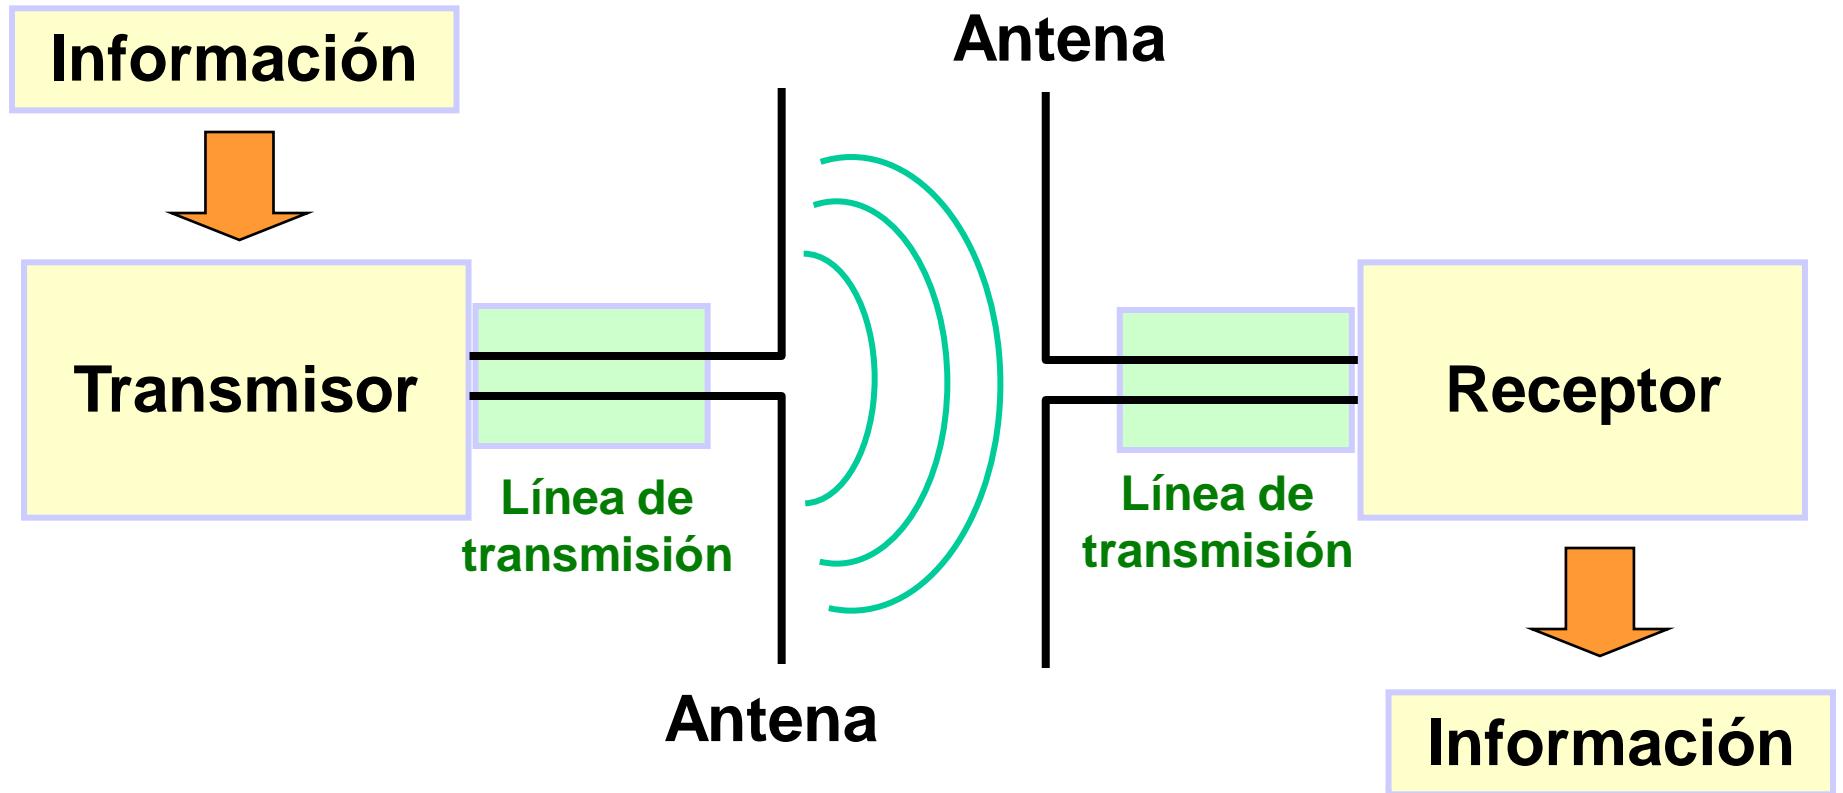 Información
Antena
Transmisor
Receptor
Línea de
transmisión
Línea de
transmisión
Antena
Información